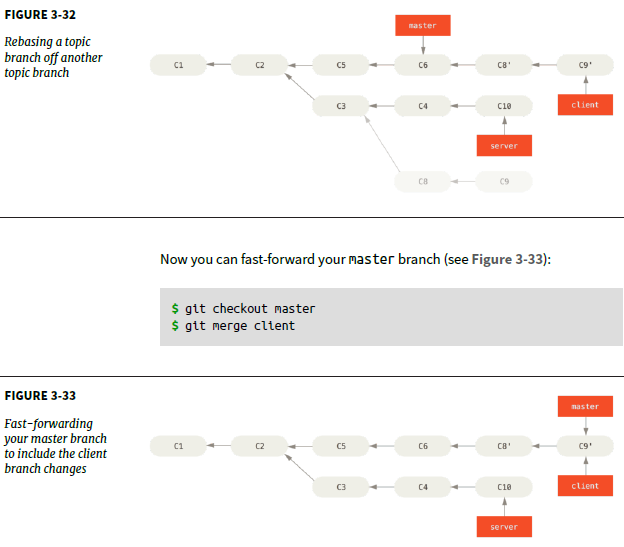 FIGURE 3-32
Rebasing a topic
branch off another
topic branch
master
C1 C2 C5 C6 C8' C9'
C3 C4 C10 client
server
C8 C9
Now you can fast-forward your master branch (see Figure 3-33):
$ git checkout master
$ git merge client
FIGURE 3-33
Fast-forwarding
your master branch
to include the client
branch changes
master
C1 C2 C5 C6 C8' C9'
C3 C4 C10 client
server